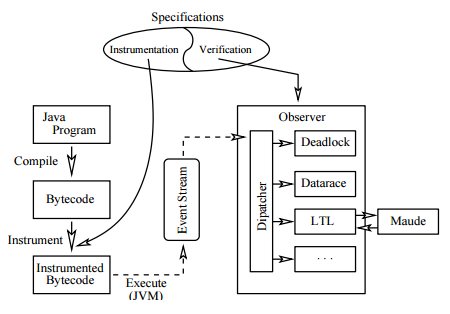 Specifications
Instrumentation
Verification
Java
Program
Compile
Bytecode
Instrument
Instrumented
Bytecode
Execute
(JVM)
Event Stream
Observer
Dipatcher
Deadlock
Datarace
LTL
. . .
Maude